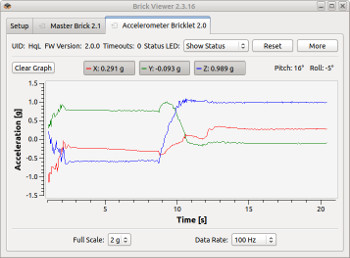 Brick Viewer 2.3.16
Setup Master Brick 2.1 Accelerometer Bricklet 2.0
UID: HqL FW Version: 2.0.0 Timeouts: 0 Status LED: Show Status Reset More
Clear Graph X: 0.291 g Y: -0.093 g Z: 0.989 g Pitch: 16° Roll: -5°
1.5
1.0
0.5
0.0
-0.5
-1.0
-1.5
Acceleration [g]
0 5 10 15 20
Time [s]
Full Scale: 2 g Data Rate: 100 Hz